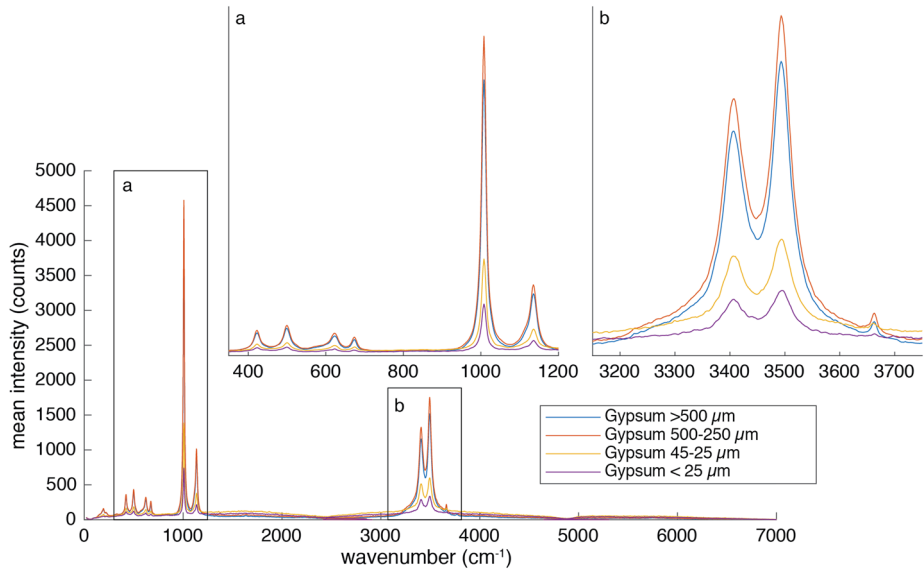 a
b
400 600 800 1000 1200
3200 3300 3400 3500 3600 3700
5000
4500
4000
3500
3000
2500
2000
1500
1000
500
0
mean intensity (counts)
a
b
Gypsum >500 µm
Gypsum 500-250 µm
Gypsum 45-25 µm
Gypsum < 25 µm
0 1000 2000 3000 4000 5000 6000 7000
wavenumber (cm⁻¹)